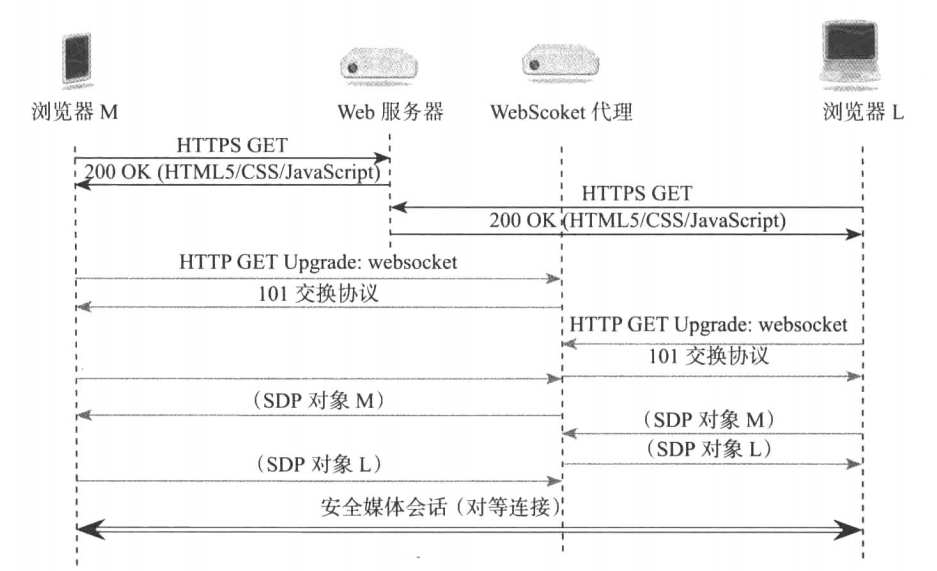 浏览器 M
Web 服务器
WebScoket 代理
浏览器 L
HTTPS GET
200 OK (HTML5/CSS/JavaScript)
HTTPS GET
200 OK (HTML5/CSS/JavaScript)
HTTP GET Upgrade: websocket
101 交换协议
HTTP GET Upgrade: websocket
101 交换协议
(SDP 对象 M)
(SDP 对象 M)
(SDP 对象 L)
(SDP 对象 L)
安全媒体会话(对等连接)